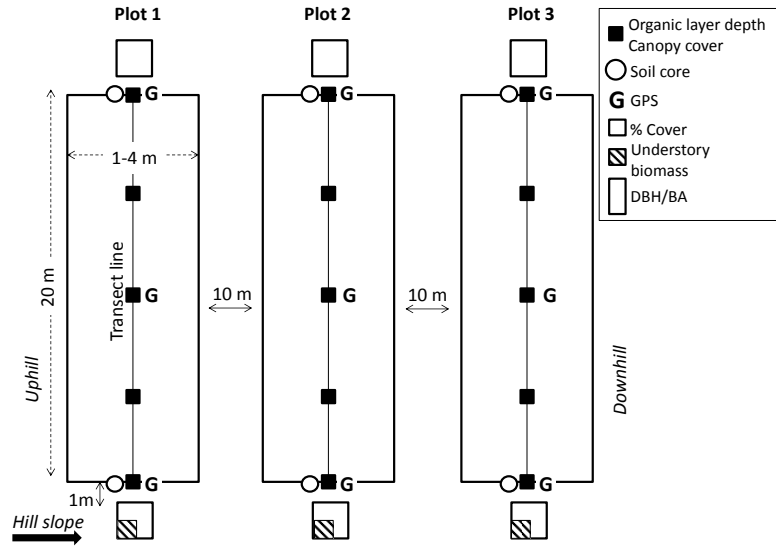 Plot 1
Plot 2
Plot 3
Organic layer depth
Canopy cover
Soil core
G GPS
% Cover
Understory
biomass
DBH/BA
G
G
G
1-4 m
20 m
Transect line
G
10 m
G
10 m
G
Uphill
Downhill
G
G
G
1m
Hill slope